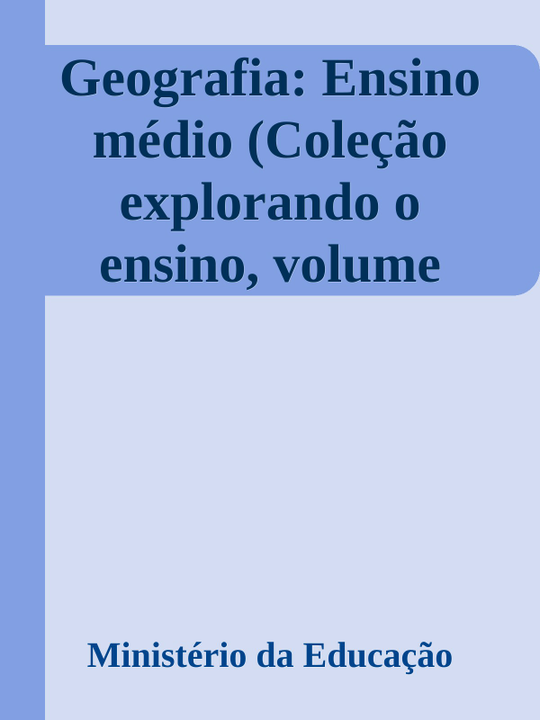 Geografia: Ensino
médio (Coleção
explorando o
ensino, volume
Ministério da Educação